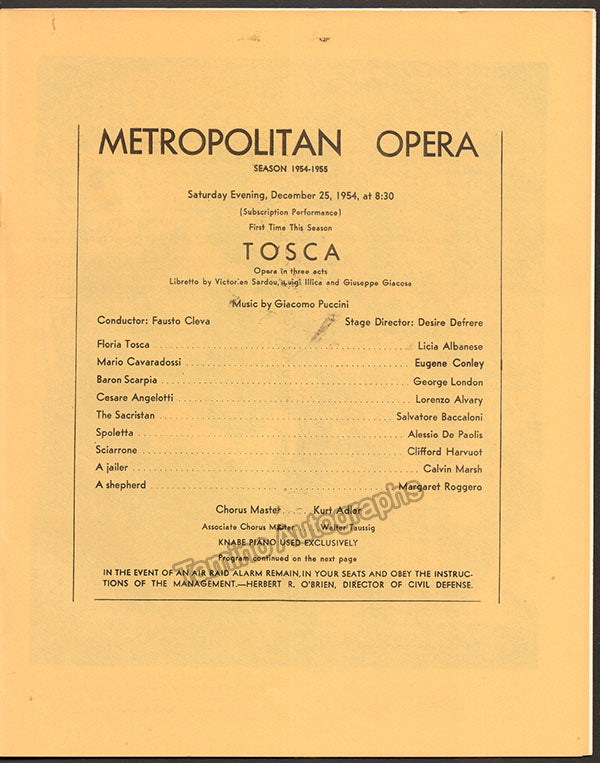 METROPOLITAN OPERA
SEASON 1954-1955
Saturday Evening, December 25, 1954, at 8:30
(Subscription Performance)
First Time This Season
TOSCA
Opera in three acts
Libretto by Victorien Sardou, Luigi Illica and Giuseppe Giacosa
Music by Giacomo Puccini
Conductor: Fausto Cleva Stage Director: Desire Defrere
Floria Tosca Licia Albanese
Mario Cavaradossi Eugene Conley
Baron Scarpia George London
Cesare Angelotti Lorenzo Alvary
The Sacristan Salvatore Baccaloni
Spoletta Alessio De Paolis
Sciarrone Clifford Harvuot
A jailer Calvin Marsh
A shepherd Margaret Roggero
Chorus Master Kurt Adler
Associate Chorus Master Walter Taussig
KNABE PIANO USED EXCLUSIVELY
Program continued on the next page
IN THE EVENT OF AN AIR RAID ALARM REMAIN IN YOUR SEATS AND OBEY THE INSTRUC-
TIONS OF THE MANAGEMENT.—HERBERT R. O'BRIEN, DIRECTOR OF CIVIL DEFENSE.
Tamino Autographs